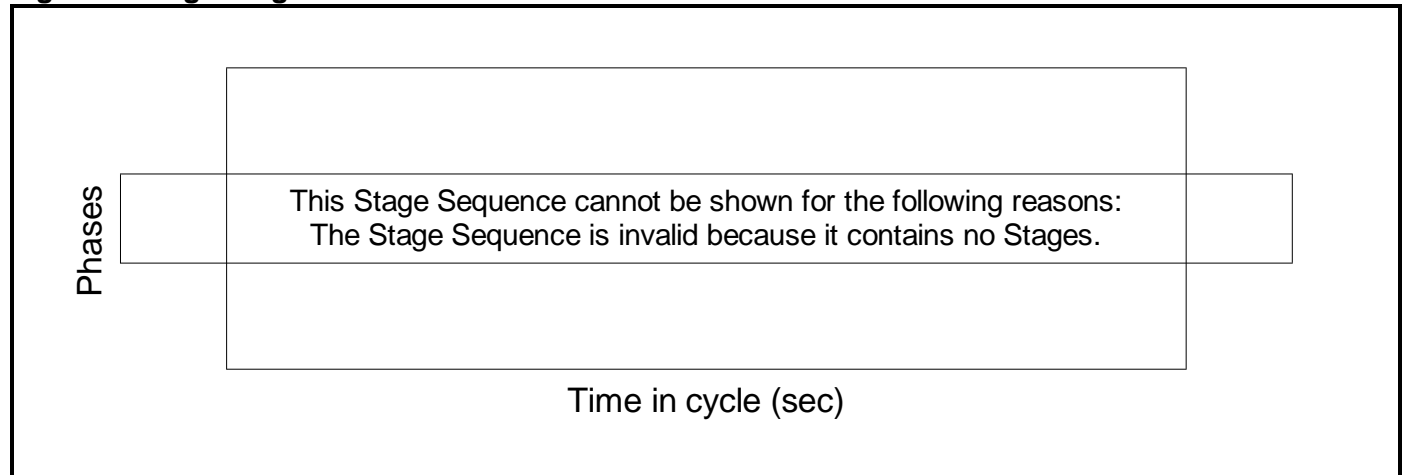 Phases
This Stage Sequence cannot be shown for the following reasons:
The Stage Sequence is invalid because it contains no Stages.
Time in cycle (sec)